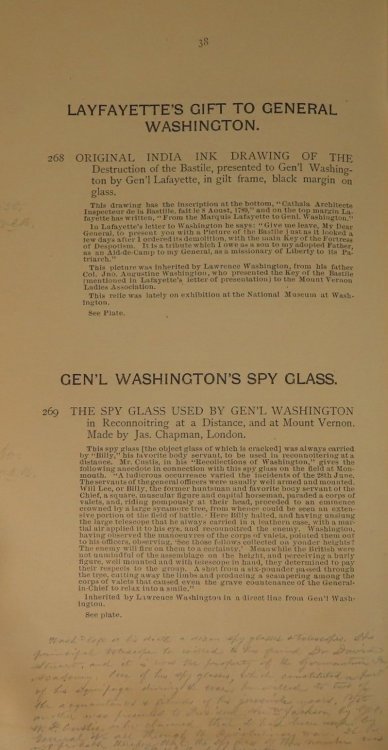 38
LAYFAYETTE'S GIFT TO GENERAL
WASHINGTON.
268 ORIGINAL INDIA INK DRAWING OF THE
Destruction of the Bastile, presented to Gen'l Washing-
ton by Gen'l Lafayette, in gilt frame, black margin on
glass.
This drawing has the inscription at the bottom, "Cathala Architecte
Inspecteur de la Bastille, fait le 8 Aoust, 1789," and on the top margin La-
fayette has written, "From the Marquis Lafayette to Genl. Washington."
In Lafayette's letter to Washington he says: "Give me leave, My Dear
General, to present you with a Picture of the Bastile just as it looked a
few days after I ordered its demolition, with the main Key of the Fortress
of Despotism. It is a tribute which I owe as a son to my adopted Father,
as an Aid-de-Camp to my General, as a missionary of Liberty to its Pa-
triarch."
This picture was inherited by Lawrence Washington, from his father
Col. Jno. Augustine Washington, who presented the Key of the Bastile
(mentioned in Lafayette's letter of presentation) to the Mount Vernon
Ladies Association.
This relic was lately on exhibition at the National Museum at Wash-
ington.
See Plate.
GEN'L WASHINGTON'S SPY GLASS.
269 THE SPY GLASS USED BY GEN'L WASHINGTON
in Reconnoitring at a Distance, and at Mount Vernon.
Made by Jas. Chapman, London.
This spy glass [the object glass of which is cracked] was always carried
by "Billy," his favorite body servant, to be used in reconnoitering at a
distance. Mr. Custis, in his "Recollections of Washington," gives the
following anecdote in connection with this spy glass on the field at Mon-
mouth. "A ludicrous occurrence varied the incidents of the 28th June.
The servants of the general officers were usually well armed and mounted.
Will Lee, or Billy, the former huntsman and favorite body servant of the
Chief, a square, muscular figure and capital horseman, paraded a corps of
valets, and, riding pompously at their head, proceeded to an eminence
crowned by a large sycamore tree, from whence could be seen an exten-
sive portion of the field of battle. Here Billy halted, and having unslung
the large telescope that he always carried in a leathern case, with a mar-
tial air applied it to his eye, and reconnoitred the enemy. Washington,
having observed the manœuvres of the corps of valets, pointed them out
to his officers, observing, 'See those fellows collected on yonder heights!
The enemy will fire on them to a certainty.' Meanwhile the British were
not unmindful of the assemblage on the height, and perceiving a burly
figure, well mounted and with telescope in hand, they determined to pay
their respects to the group. A shot from a six-pounder passed through
the tree, cutting away the limbs and producing a scampering among the
corps of valets that caused even the grave countenance of the General-
in-Chief to relax into a smile."
Inherited by Lawrence Washington in a direct line from Gen'l Wash-
ington.
See plate.